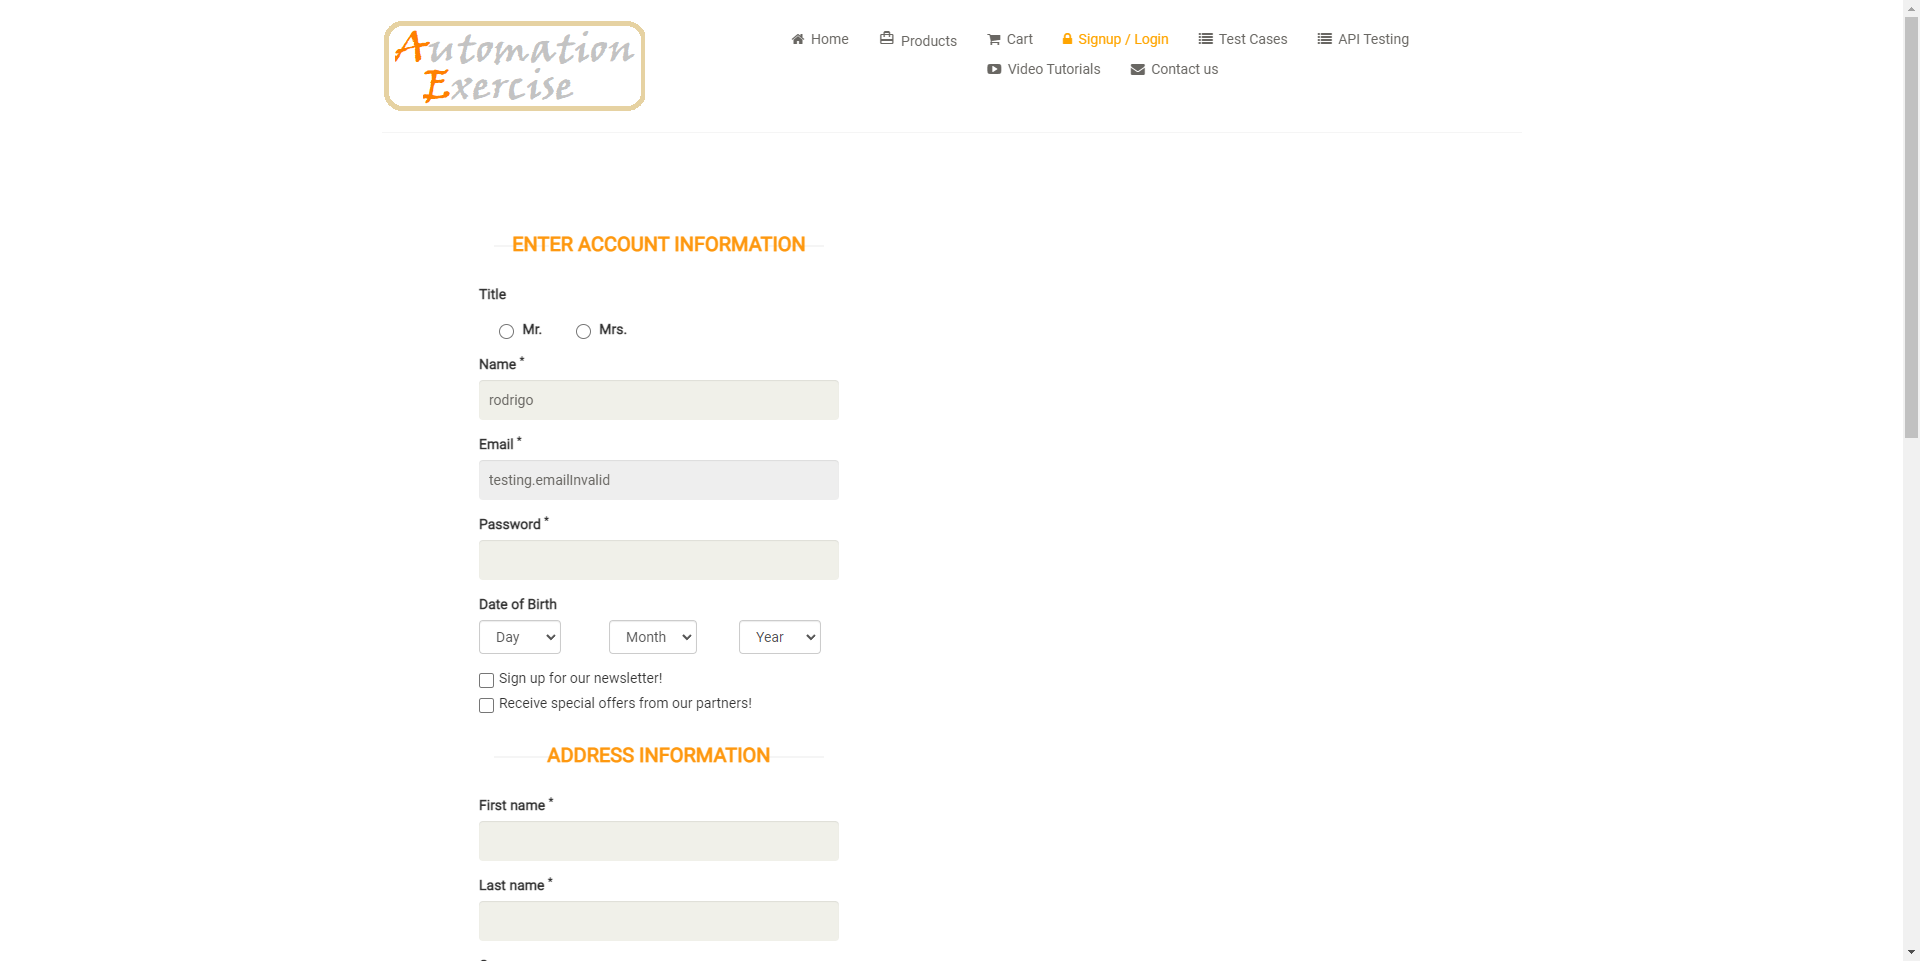 Automation
Exercise
Home Products Cart Signup / Login Test Cases API Testing
Video Tutorials Contact us
ENTER ACCOUNT INFORMATION
Title
Mr. Mrs.
Name *
rodrigo
Email *
testing.emailInvalid
Password *
Date of Birth
Day Month Year
Sign up for our newsletter!
Receive special offers from our partners!
ADDRESS INFORMATION
First name *
Last name *